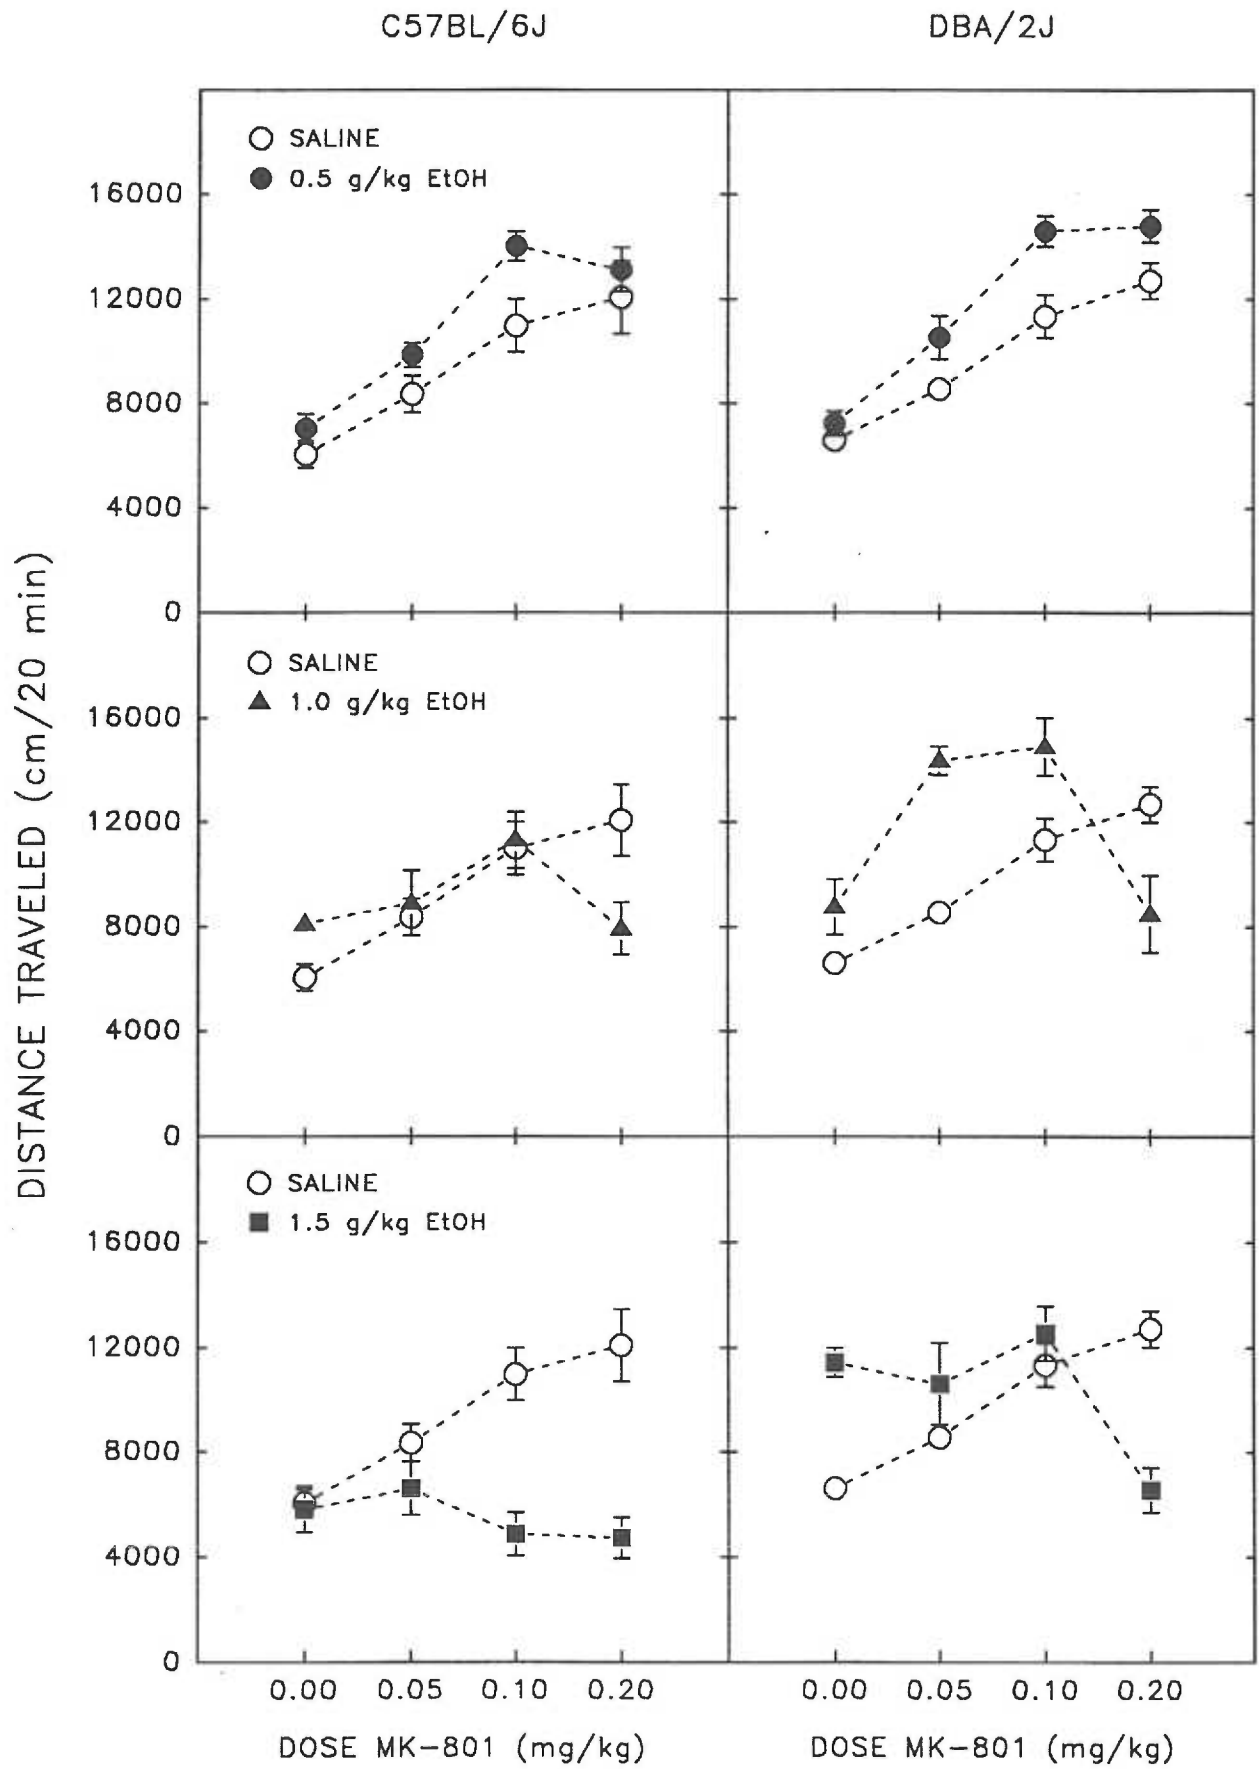 C57BL/6J DBA/2J
SALINE
0.5 g/kg EtOH
16000
12000
8000
4000
0
SALINE
1.0 g/kg EtOH
16000
12000
8000
4000
0
SALINE
1.5 g/kg EtOH
16000
12000
8000
4000
0
DISTANCE TRAVELED (cm/20 min)
0.00 0.05 0.10 0.20 0.00 0.05 0.10 0.20
DOSE MK-801 (mg/kg) DOSE MK-801 (mg/kg)